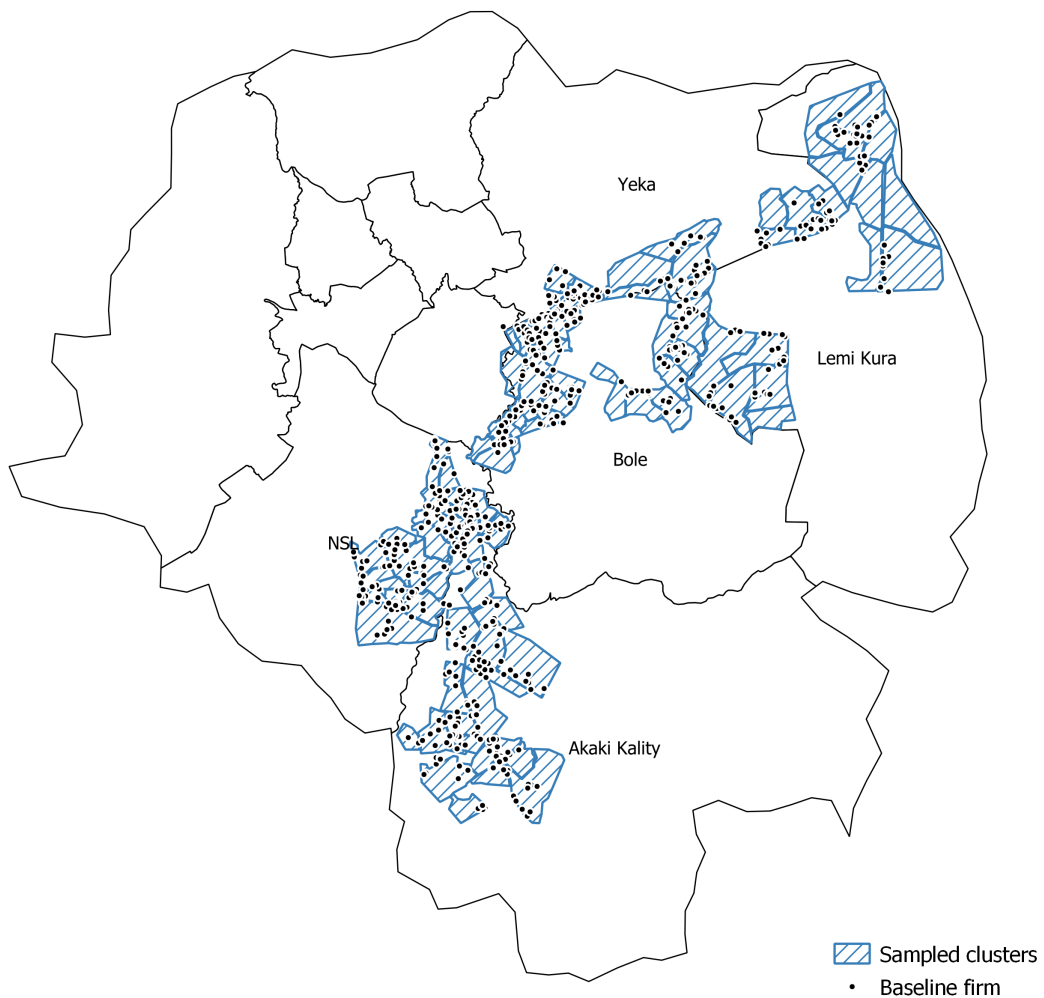 Yeka
Lemi Kura
Bole
NSL
Akaki Kality
Sampled clusters
Baseline firm